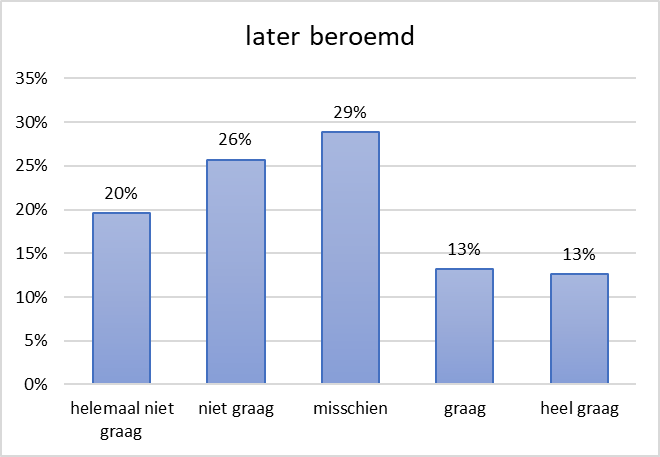 later beroemd
35%
30%
25%
20%
15%
10%
5%
0%
20%
26%
29%
13%
13%
helemaal niet
graag
niet graag
misschien
graag
heel graag